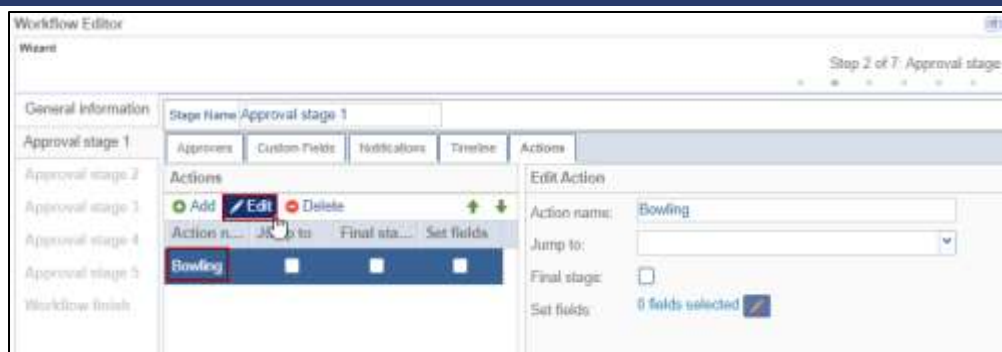 Workflow Editor
Wizard
Step 2 of 7: Approval stage
General information
Stage Name Approval stage 1
Approval stage 1
Approvers Custom Fields Notifications Timeline Actions
Approval stage 2
Actions
Edit Action
Approval stage 3
Add Edit Delete
Action name: Bowling
Approval stage 4
Action n... to Final sta... Set fields
Jump to:
Approval stage 5
Bowling
Final stage:
Workflow finish
Set fields: 0 fields selected